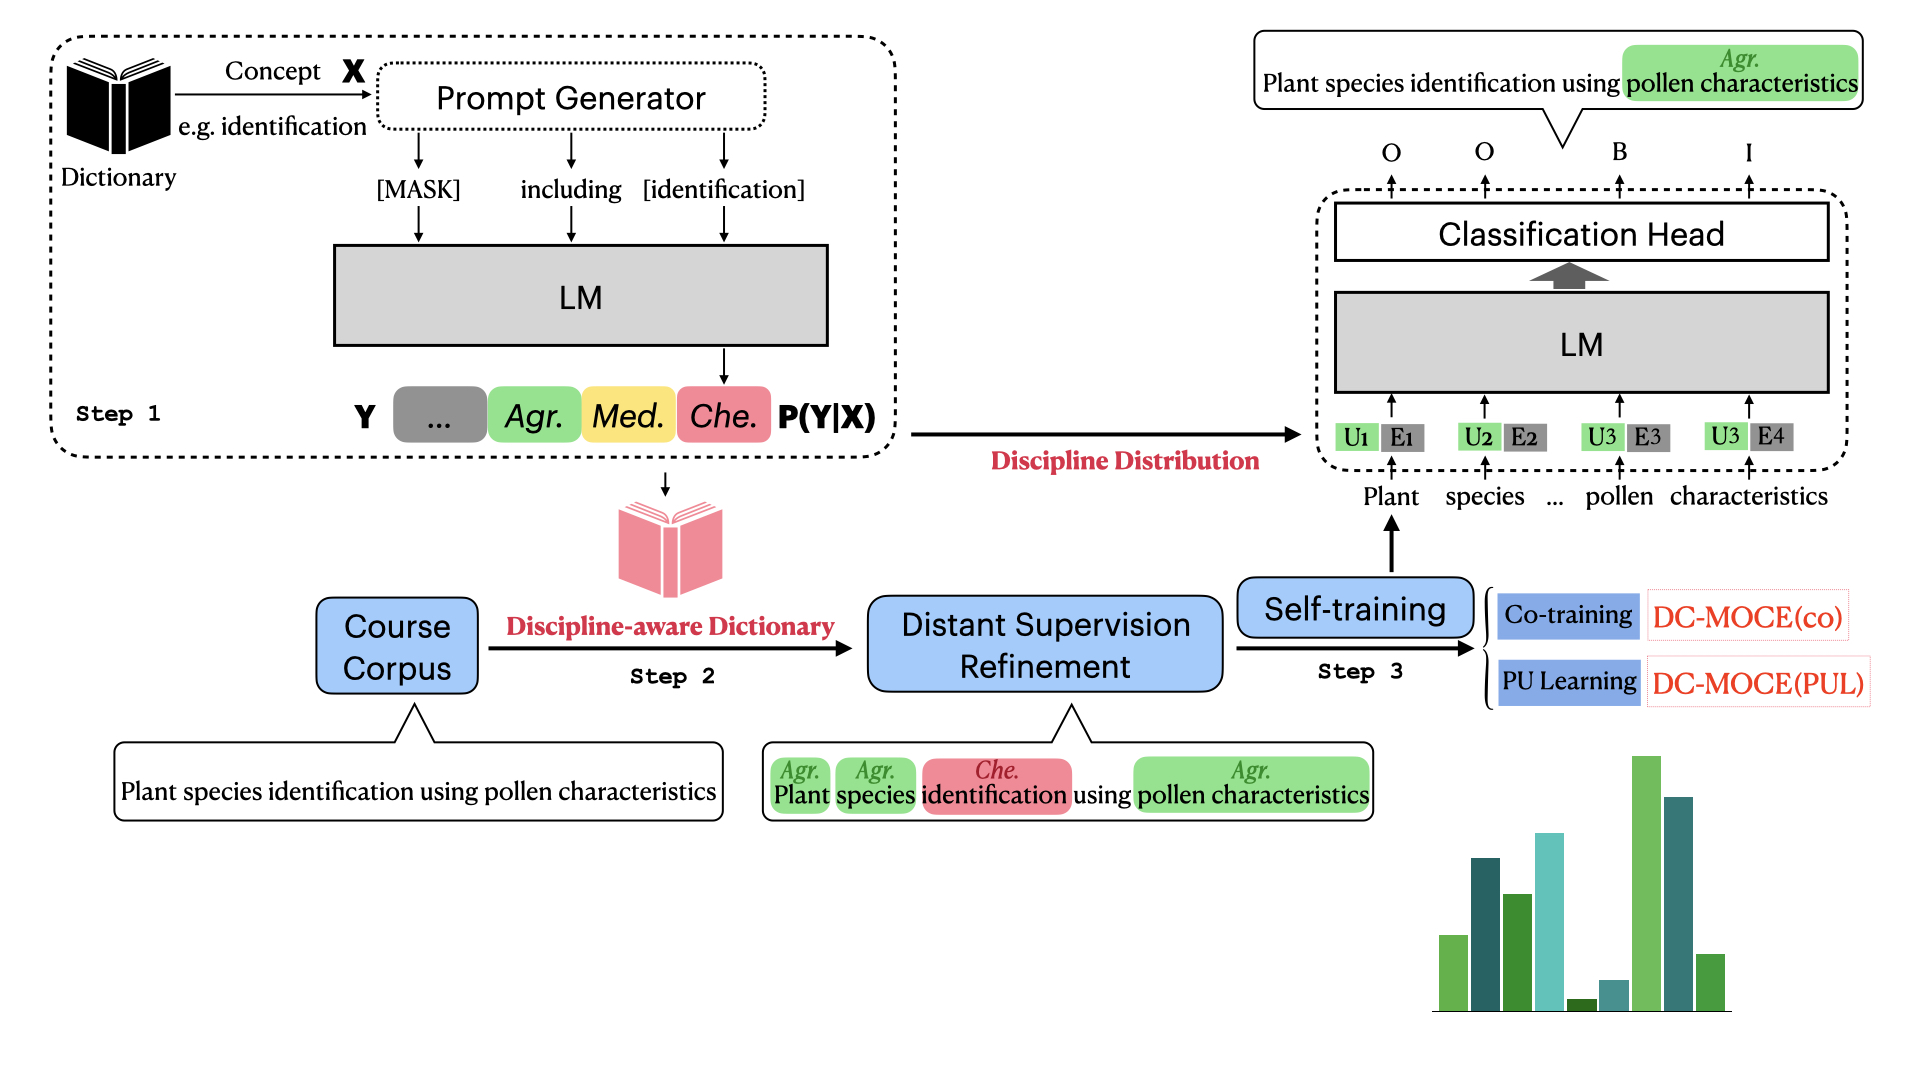 Concept X
e.g. identification
Dictionary
Prompt Generator
[MASK] including [identification]
LM
Step 1
Y ... Agr. Med. Che. P(Y|X)
Discipline Distribution
Agr.
Plant species identification using pollen characteristics
O O B I
Classification Head
LM
U1 E1 U2 E2 U3 E3 U3 E4
Plant species ... pollen characteristics
Course
Corpus
Discipline-aware Dictionary
Step 2
Distant Supervision
Refinement
Self-training
Step 3
Co-training DC-MOCE(co)
PU Learning DC-MOCE(PUL)
Plant species identification using pollen characteristics
Agr. Agr. Che. Agr.
Plant species identification using pollen characteristics